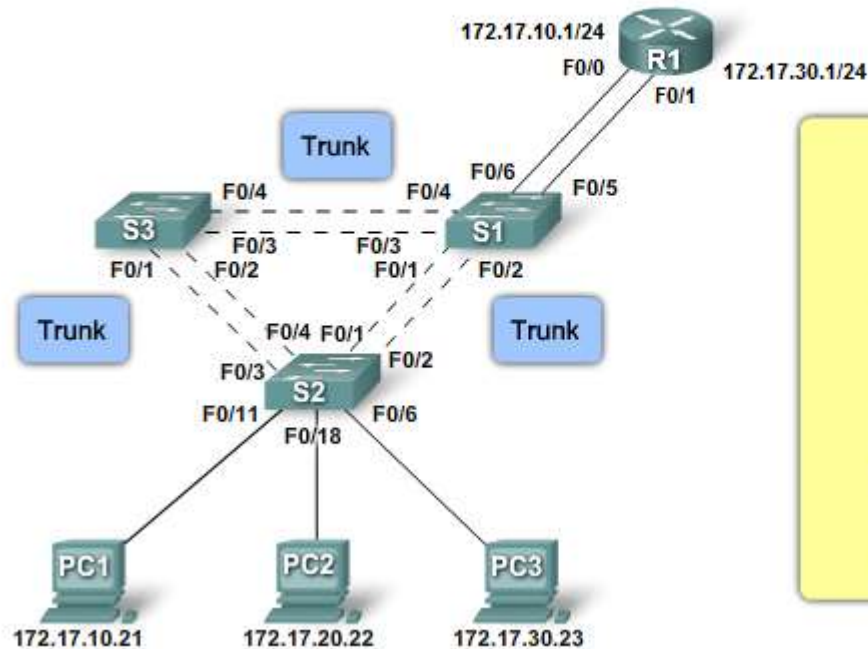 172.17.10.1/24
R1
F0/0
172.17.30.1/24
F0/1
Trunk
F0/6
F0/4
F0/4
F0/5
S3
S1
F0/3
F0/3
F0/1
F0/2
F0/1
F0/2
Trunk
Trunk
F0/4
F0/1
F0/3
F0/2
S2
F0/11
F0/18
F0/6
PC1
PC2
PC3
172.17.10.21
172.17.20.22
172.17.30.23